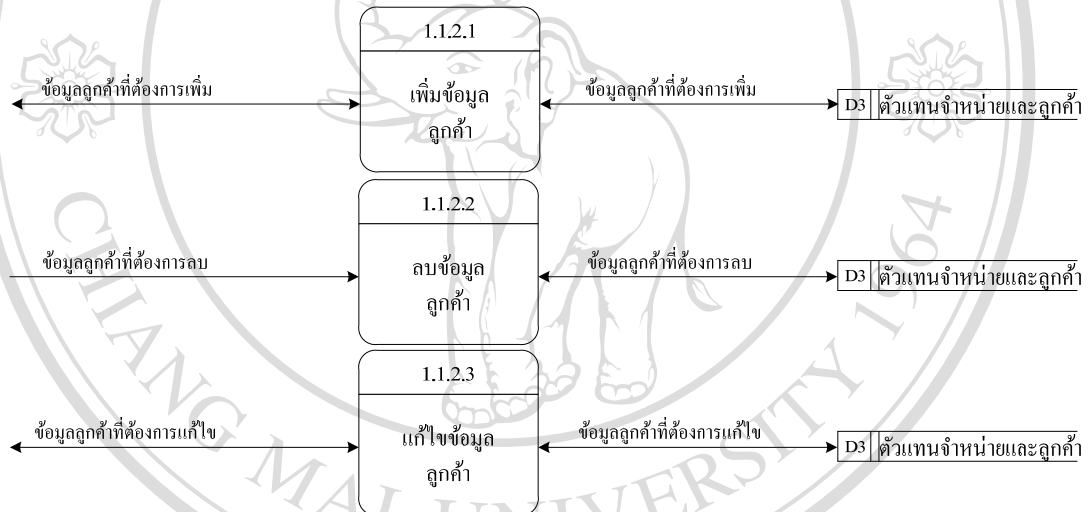 1.1.2.1
ข้อมูลลูกค้าที่ต้องการเพิ่ม
เพิ่มข้อมูล
ลูกค้า
ข้อมูลลูกค้าที่ต้องการเพิ่ม
D3 ตัวแทนจำหน่ายและลูกค้า
1.1.2.2
ข้อมูลลูกค้าที่ต้องการลบ
ลบข้อมูล
ลูกค้า
ข้อมูลลูกค้าที่ต้องการลบ
D3 ตัวแทนจำหน่ายและลูกค้า
1.1.2.3
ข้อมูลลูกค้าที่ต้องการแก้ไข
แก้ไขข้อมูล
ลูกค้า
ข้อมูลลูกค้าที่ต้องการแก้ไข
D3 ตัวแทนจำหน่ายและลูกค้า
CHIANG MAI UNIVERSITY 1964